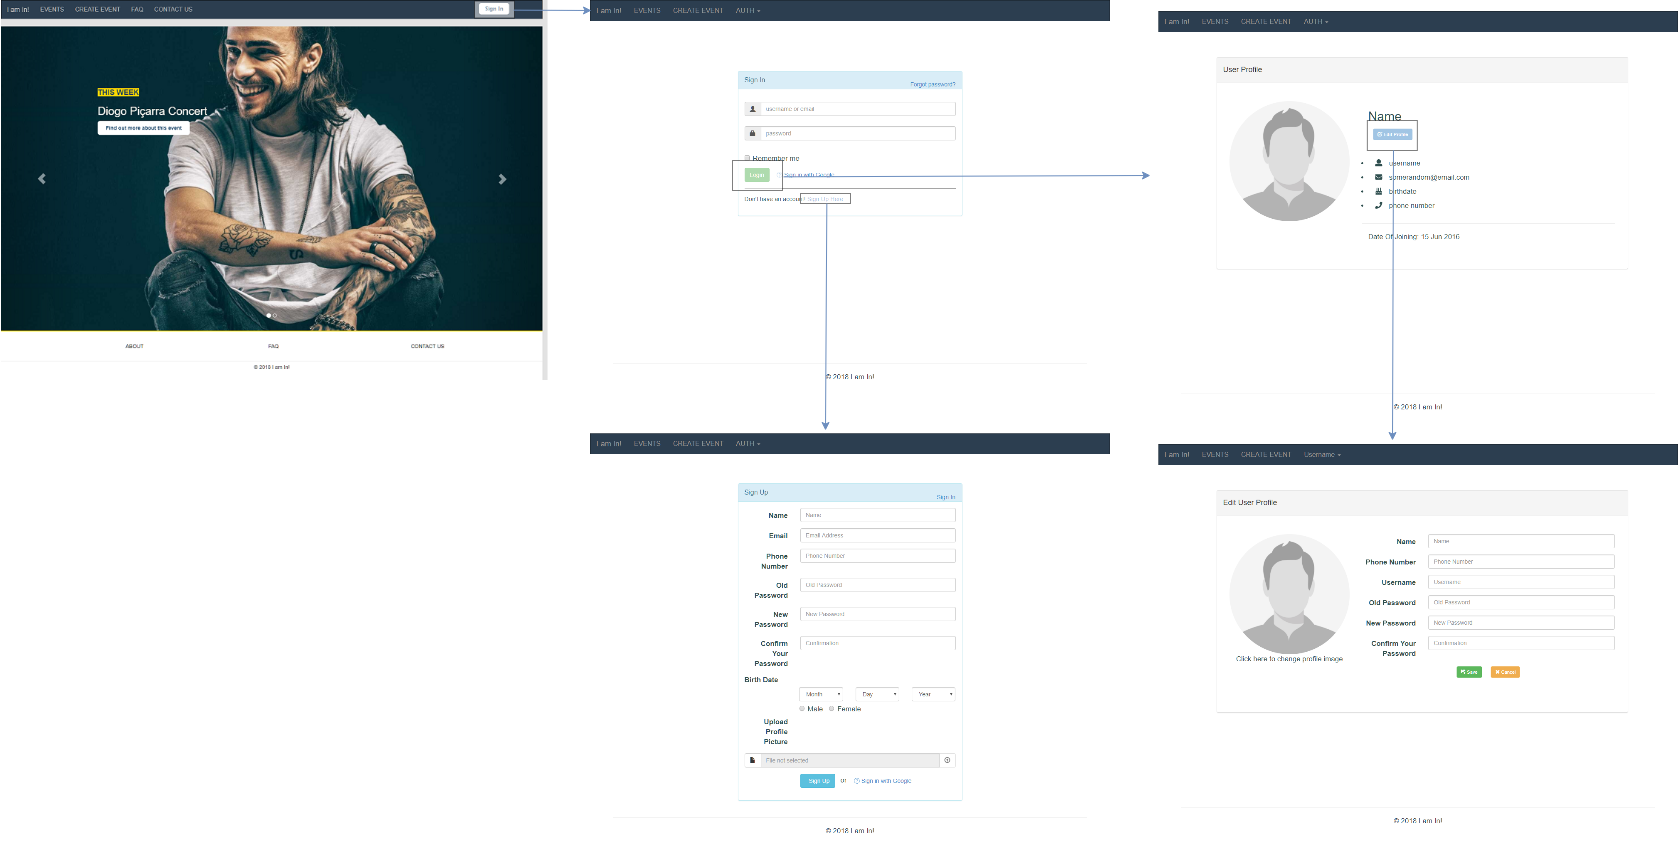 I am In! EVENTS CREATE EVENT FAQ CONTACT US Sign In
THIS WEEK
Diogo Piçarra Concert
Find out more about this event
ABOUT FAQ CONTACT US
© 2018 I am In!
I am In! EVENTS CREATE EVENT AUTH
Sign In
Forgot password?
username or email
password
Remember me
Login Sign in with Google
Don't have an account? Sign Up Here.
© 2018 I am In!
I am In! EVENTS CREATE EVENT AUTH
User Profile
Name
Edit Profile
username
somerandom@email.com
birthdate
phone number
Date Of Joining: 15 Jun 2016
© 2018 I am In!
I am In! EVENTS CREATE EVENT AUTH
Sign Up
Sign In
Name Name
Email Email Address
Phone Number Phone Number
Old Password Old Password
New Password New Password
Confirm Your Password Confirmation
Birth Date
Month Day Year
Male Female
Upload Profile Picture
File not selected
Sign Up or Sign in with Google
© 2018 I am In!
I am In! EVENTS CREATE EVENT Username
Edit User Profile
Name Name
Phone Number Phone Number
Username Username
Old Password Old Password
New Password New Password
Confirm Your Password Confirmation
Click here to change profile image
Save Cancel
© 2018 I am In!